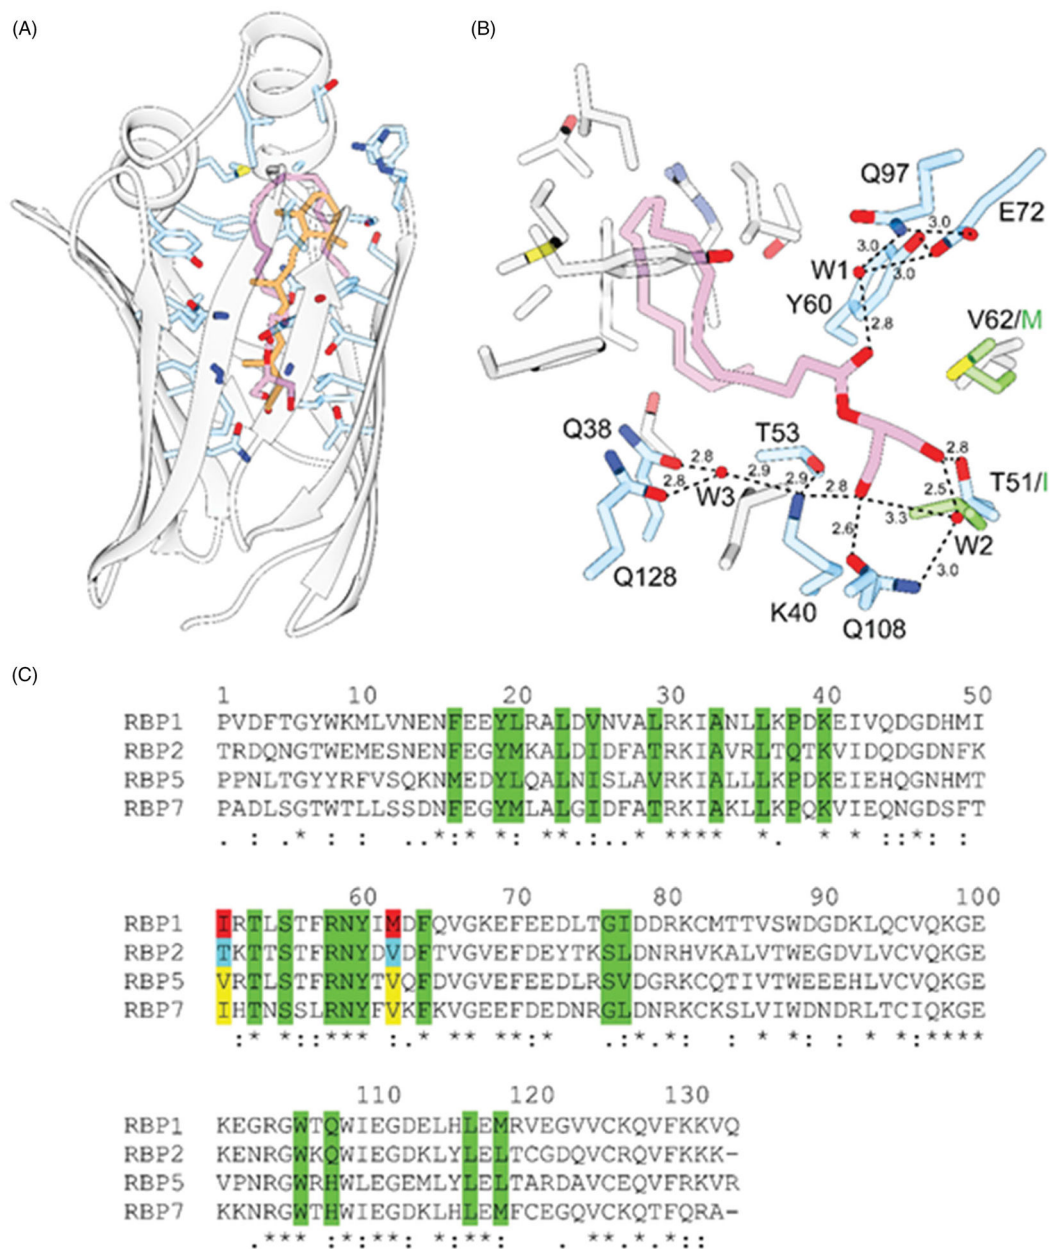 (A)
(B)
Q97
E72
3.0
3.0
W1
3.0
Y60
2.8
V62/M
Q38
T53
2.8
2.8
2.9
2.8
2.9
2.8
W3
2.5
T51/I
3.3
2.6
W2
Q128
3.0
K40
Q108
(C)
1 10 20 30 40 50
RBP1 PVDFTGYWKMLVNENFEEYLRALDVNVALRKIANLLKPDKEIVQDGDHMI
RBP2 TRDQNGTWEMESNENFEGYMKALDIDFATRKIAVRLTQTKVIDQDGDNFK
RBP5 PPNLTGYYRFVSQKNMEDYLQALNISLAVRKIALLLKPDKEIEHQGNHMT
RBP7 PADLSGTWTLLSSDNFEGYMLALGIDFATRKIAKLLKPQKVIEQNGDSFT
. : . * : : . . * : * * : * * : . . * * * * * * . * * : : * : *
60 70 80 90 100
RBP1 IRTLSTFRNYIMDFQVGKEFEEDLTGIDDRKCMTTVSWDGDKLQCVQKGE
RBP2 TKTTSTFRNYDVDFTVGVEFDEYTKSLDNRHVKALVTWEGDVLVCVQKGE
RBP5 VRTLSTFRNYTVQFDVGVEFEEDLRSVDGRKCQTIVTWEEEHLVCVQKGE
RBP7 IHTNSSLRNYFVKFKVGEEFDEDNRGLDNRKCKSLVIWDNDRLTCIQKGE
: * * : : * * * : . * * * * * : * . : * . * : : * * : * * : * * * *
110 120 130
RBP1 KEGRGWTQWIEGDELHLEMRVEGVVCKQVFKKVQ
RBP2 KENRGWKQWIEGDKLYLELTCGDQVCRQVFKKK-
RBP5 VPNRGWRHWLEGEMLYLELTARDAVCEQVFRKVR
RBP7 KKNRGWTHWIEGDKLHLEMFCEGQVCKQTFQRA-
. * * * : * : * * : * : * * : . * * . * : :